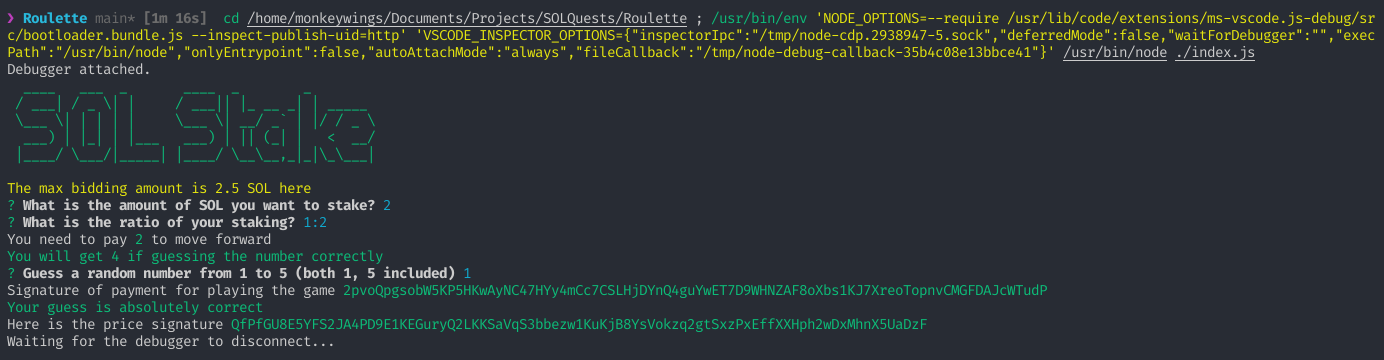 ❯ Roulette main* [1m 16s]  cd /home/monkeywings/Documents/Projects/SOLQuests/Roulette ; /usr/bin/env 'NODE_OPTIONS=--require /usr/lib/code/extensions/ms-vscode.js-debug/sr
c/bootloader.bundle.js --inspect-publish-uid=http' 'VSCODE_INSPECTOR_OPTIONS={"inspectorIpc":"/tmp/node-cdp.2938947-5.sock","deferredMode":false,"waitForDebugger":"","exec
Path":"/usr/bin/node","onlyEntrypoint":false,"autoAttachMode":"always","fileCallback":"/tmp/node-debug-callback-35b4c08e13bbce41"}' /usr/bin/node ./index.js
Debugger attached.
SOL Stake
The max bidding amount is 2.5 SOL here
? What is the amount of SOL you want to stake? 2
? What is the ratio of your staking? 1:2
You need to pay 2 to move forward
You will get 4 if guessing the number correctly
? Guess a random number from 1 to 5 (both 1, 5 included) 1
Signature of payment for playing the game 2pvoQpgsobW5KP5HKwAyNC47HYy4mCc7CSLHjDYnQ4guYwET7D9WHNZAF8oXbs1KJ7XreoTopnvCMGFDAJcWTudP
Your guess is absolutely correct
Here is the price signature QfPfGU8E5YFS2JA4PD9E1KEGuryQ2LKKSaVqS3bbezw1KuKjB8YsVokzq2gtSxzPxEffXXHph2wDxMhnX5UaDzF
Waiting for the debugger to disconnect...